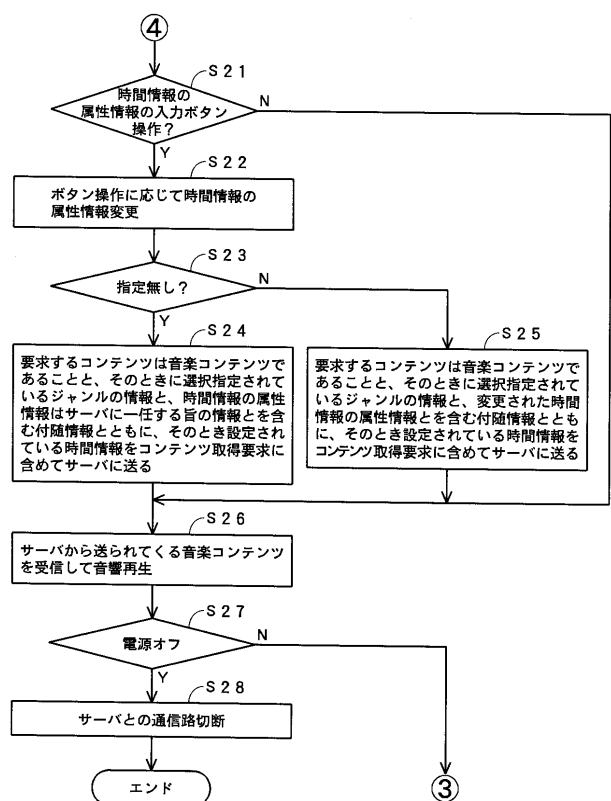 ④
S21
時間情報の
属性情報の入力ボタン
操作?
N
Y
S22
ボタン操作に応じて時間情報の
属性情報変更
S23
指定無し?
N
Y
S24
要求するコンテンツは音楽コンテンツで
あることと、そのときに選択指定されて
いるジャンルの情報と、時間情報の属性
情報はサーバに一任する旨の情報とを含
む付随情報とともに、そのとき設定され
ている時間情報をコンテンツ取得要求に
含めてサーバに送る
S25
要求するコンテンツは音楽コンテンツで
あることと、そのときに選択指定されて
いるジャンルの情報と、変更された時間
情報の属性情報とを含む付随情報ととも
に、そのとき設定されている時間情報を
コンテンツ取得要求に含めてサーバに送る
S26
サーバから送られてくる音楽コンテンツ
を受信して音響再生
S27
電源オフ
N
Y
S28
サーバとの通信路切断
エンド
③